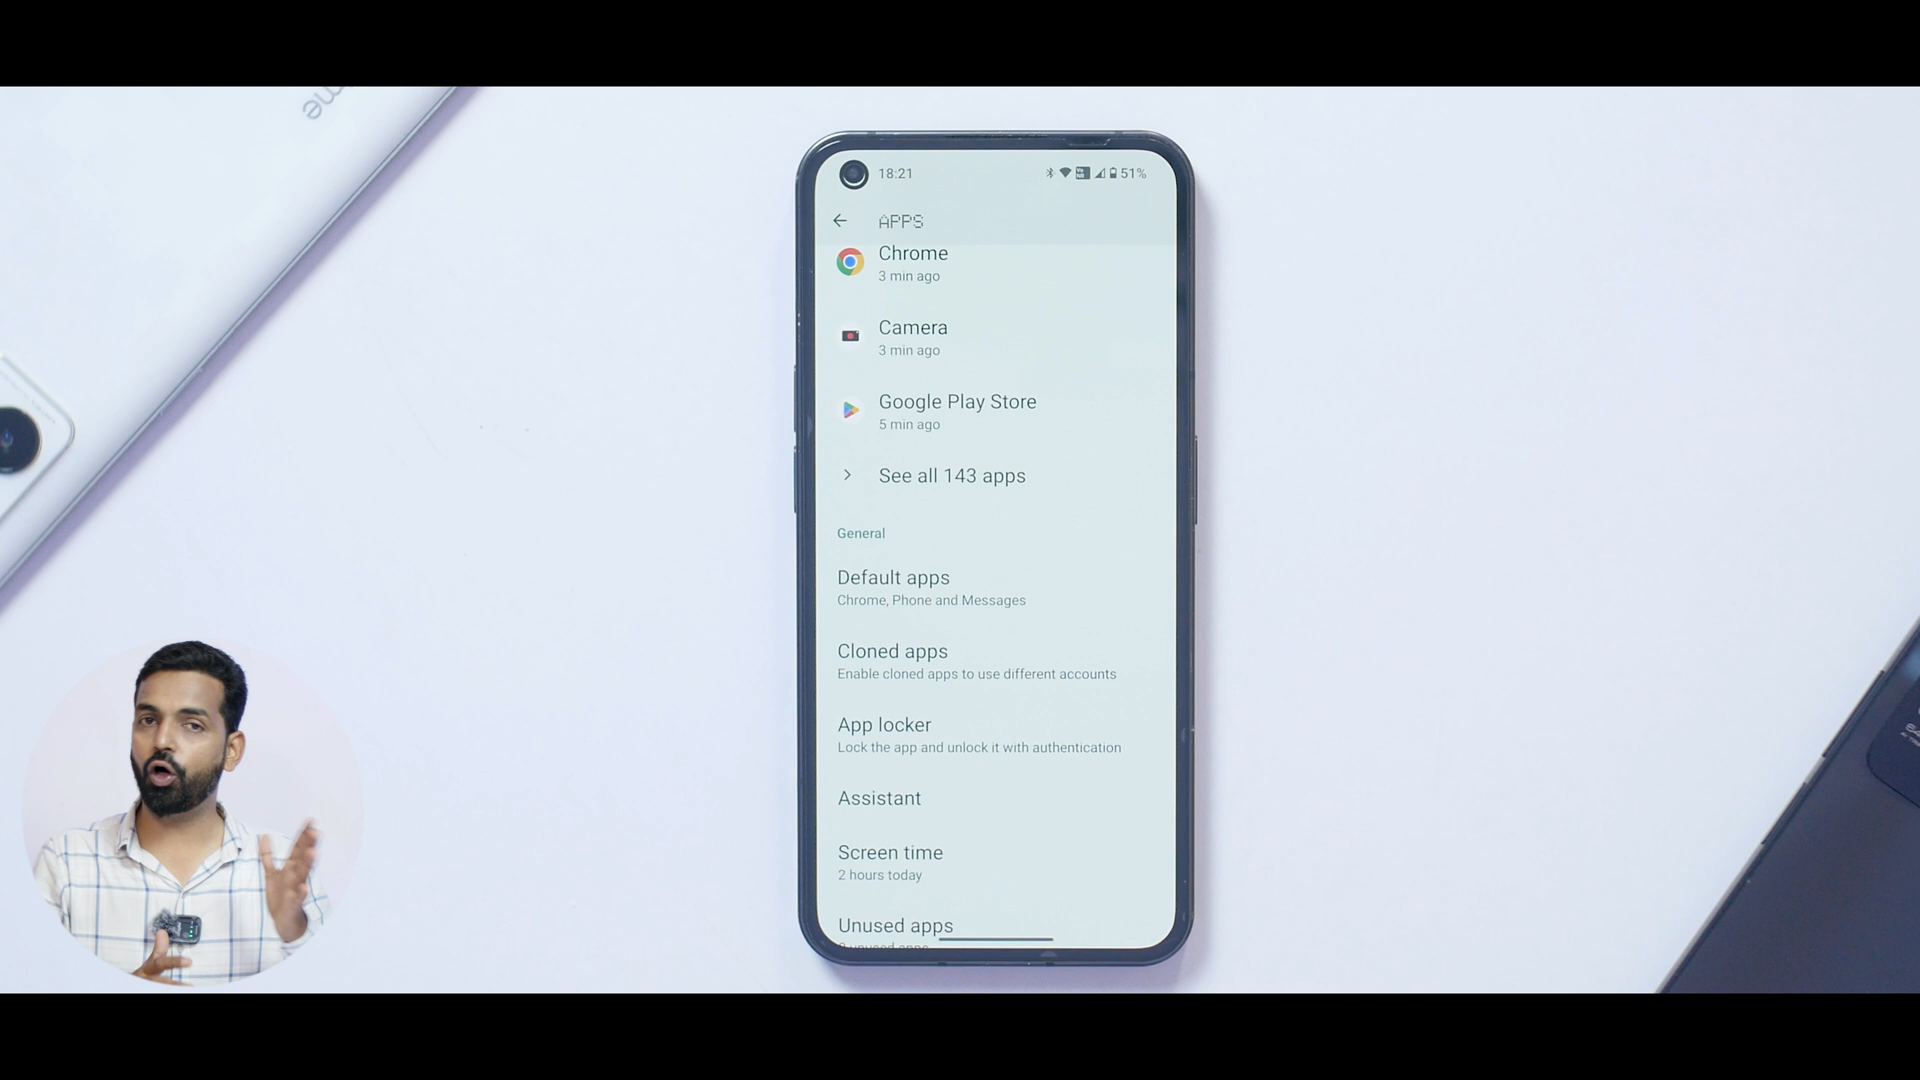 18:21
51%
APPS
Chrome
3 min ago
Camera
3 min ago
Google Play Store
5 min ago
See all 143 apps
General
Default apps
Chrome, Phone and Messages
Cloned apps
Enable cloned apps to use different accounts
App locker
Lock the app and unlock it with authentication
Assistant
Screen time
2 hours today
Unused apps